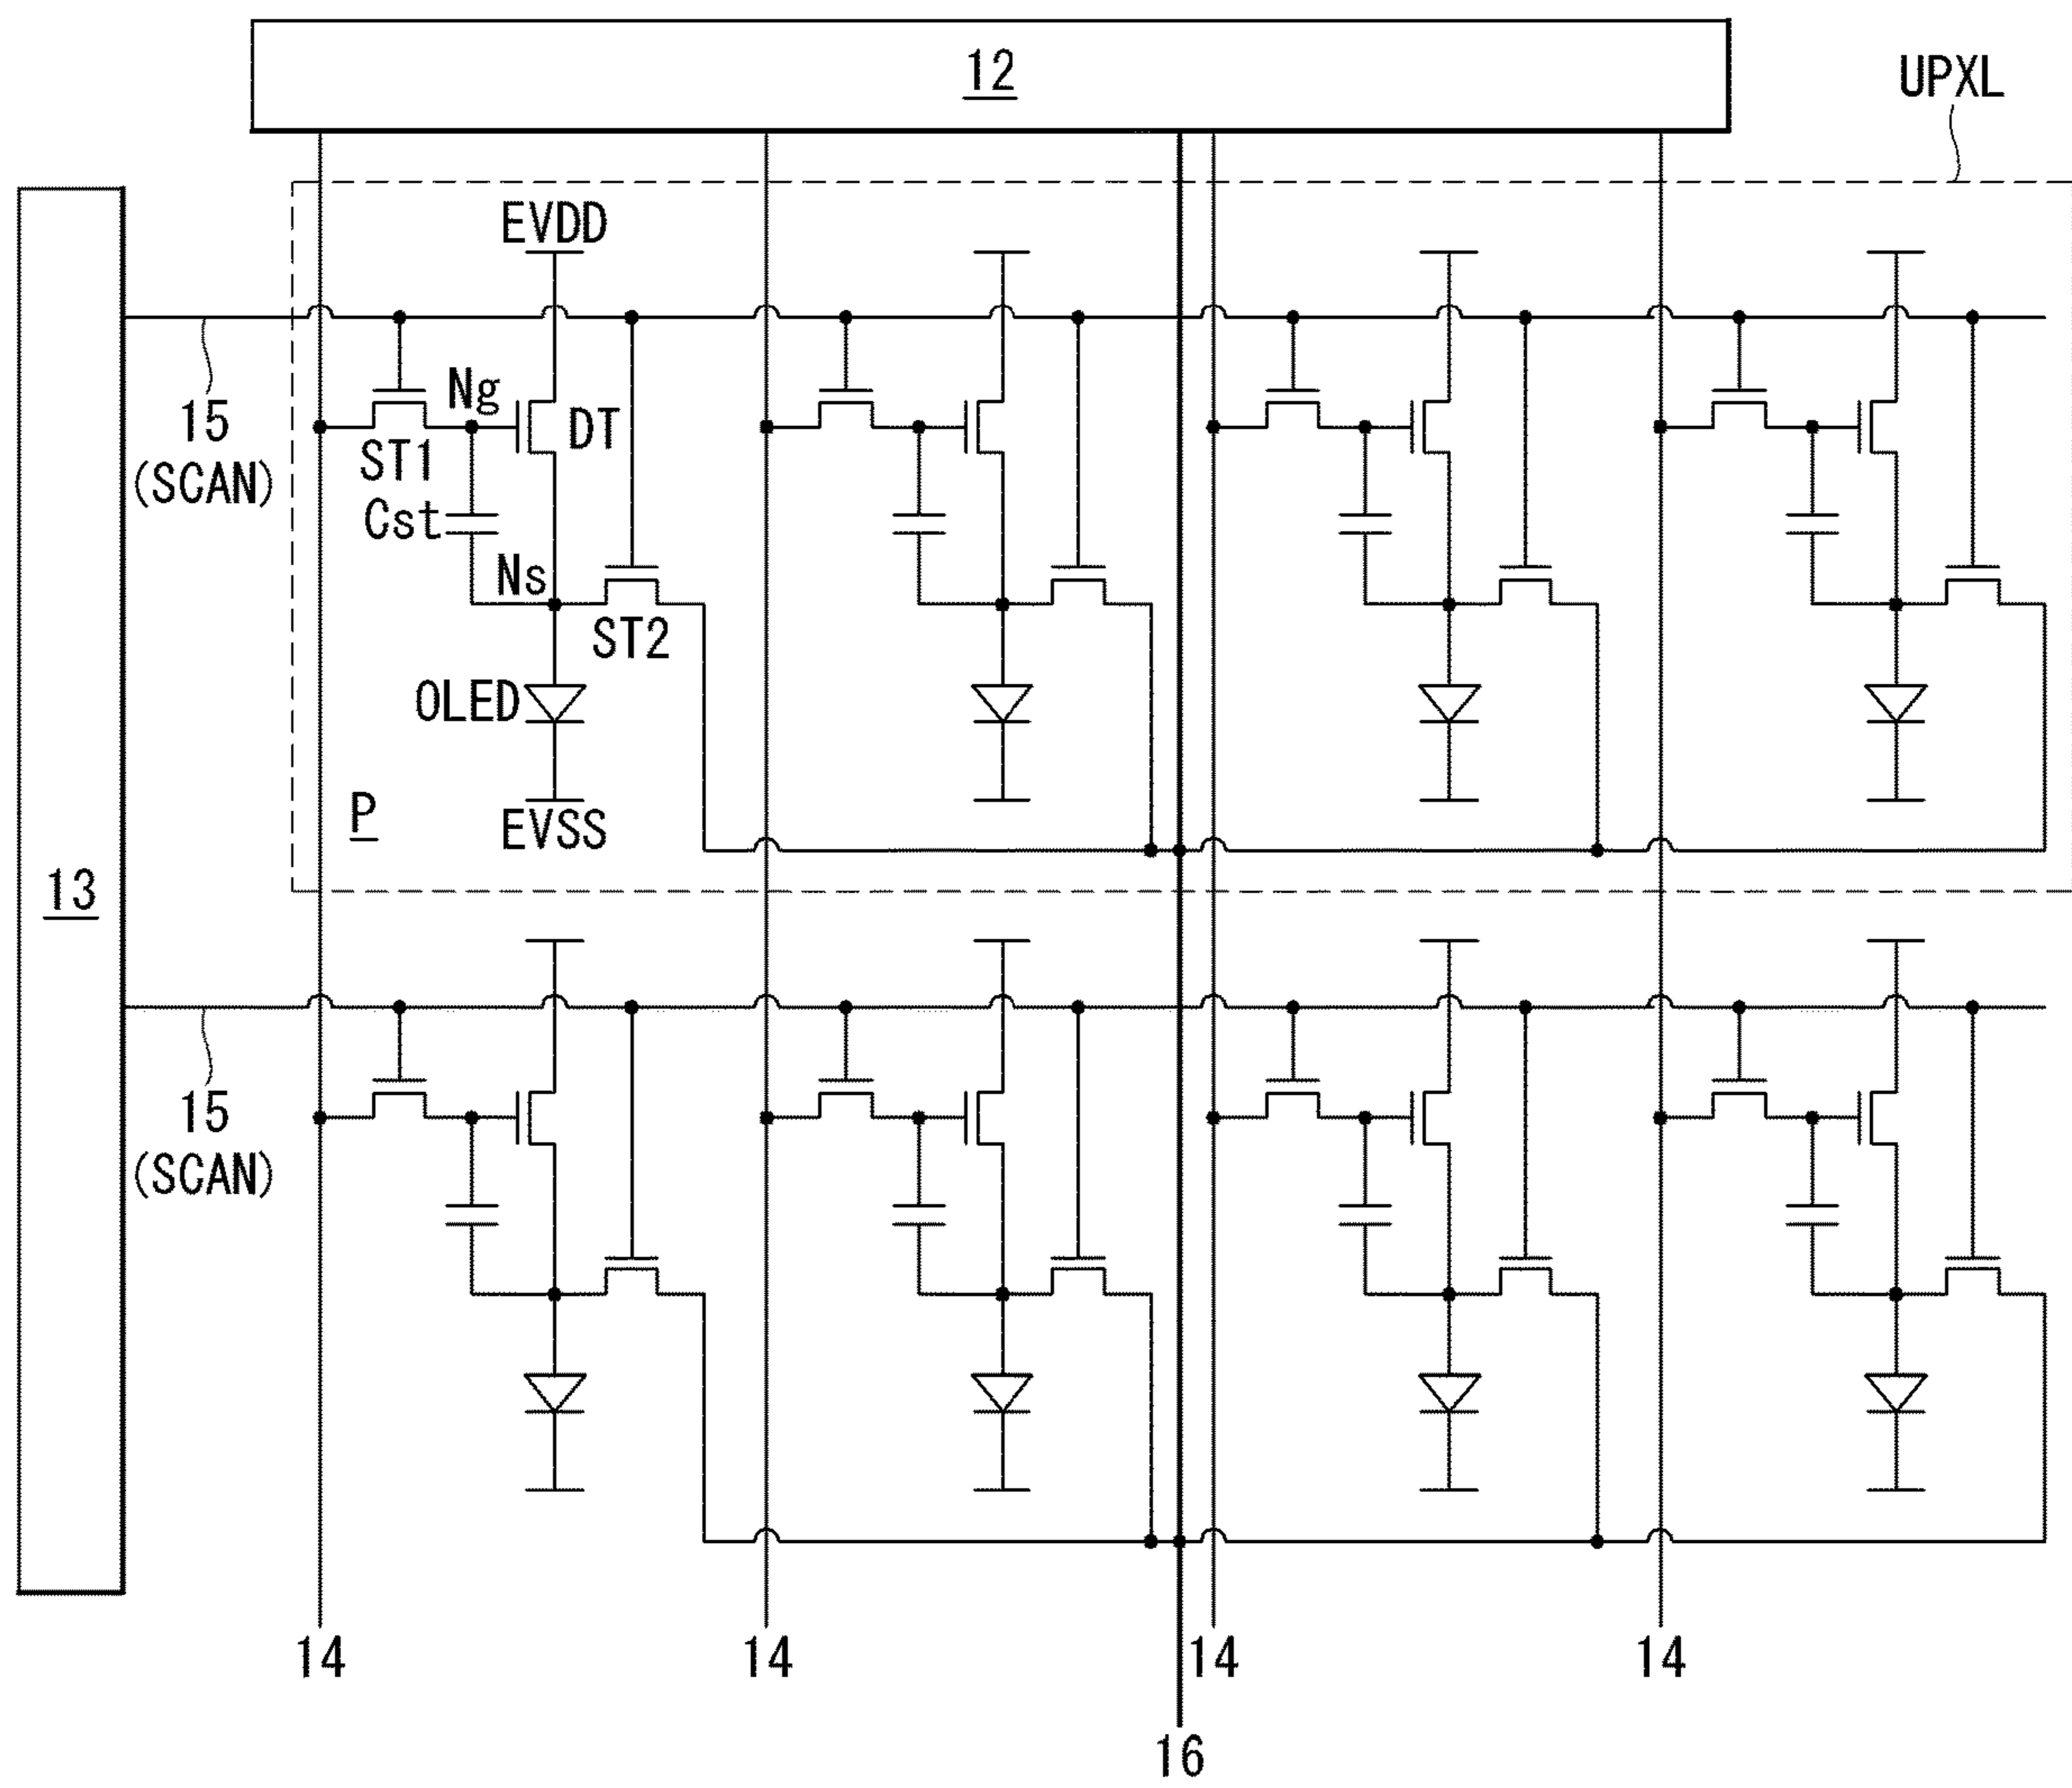 12
UPXL
EVDD
15
(SCAN)
Ng
DT
ST1
Cst
Ns
ST2
OLED
P
EVSS
13
15
(SCAN)
14
14
14
14
16